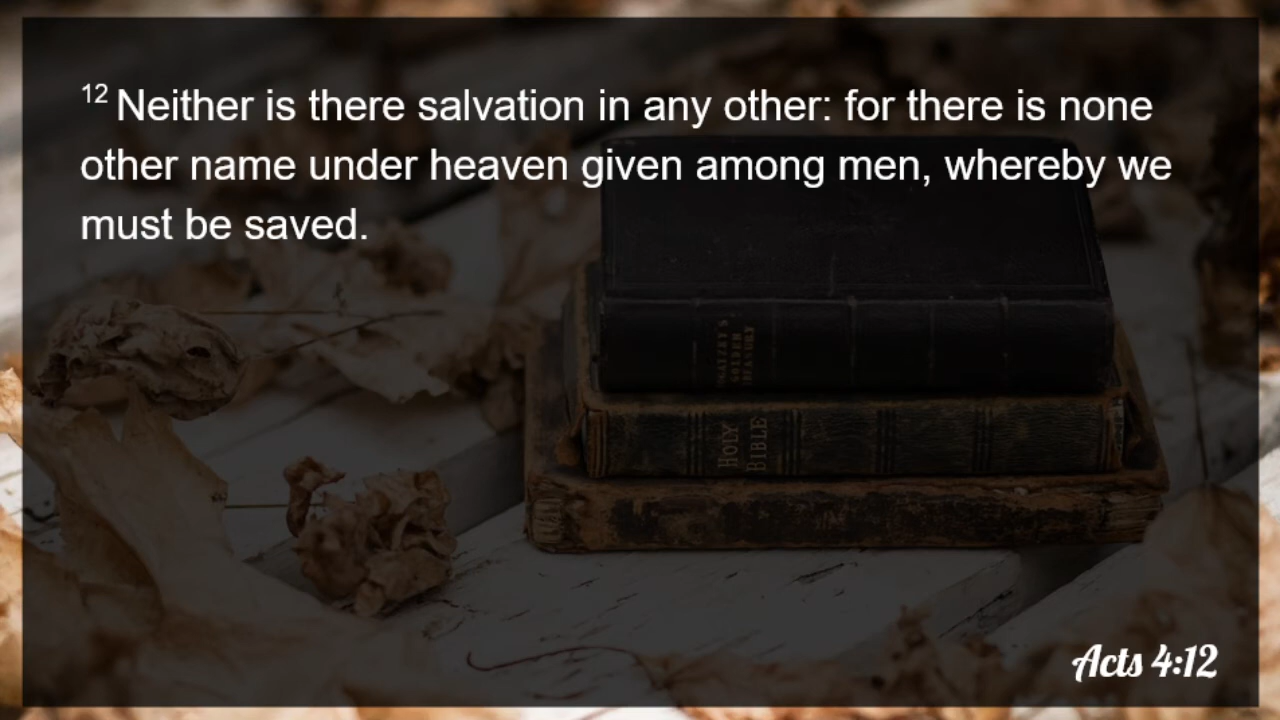 12 Neither is there salvation in any other: for there is none
other name under heaven given among men, whereby we
must be saved.
GOLDEN
HOLY
BIBLE
Acts 4:12